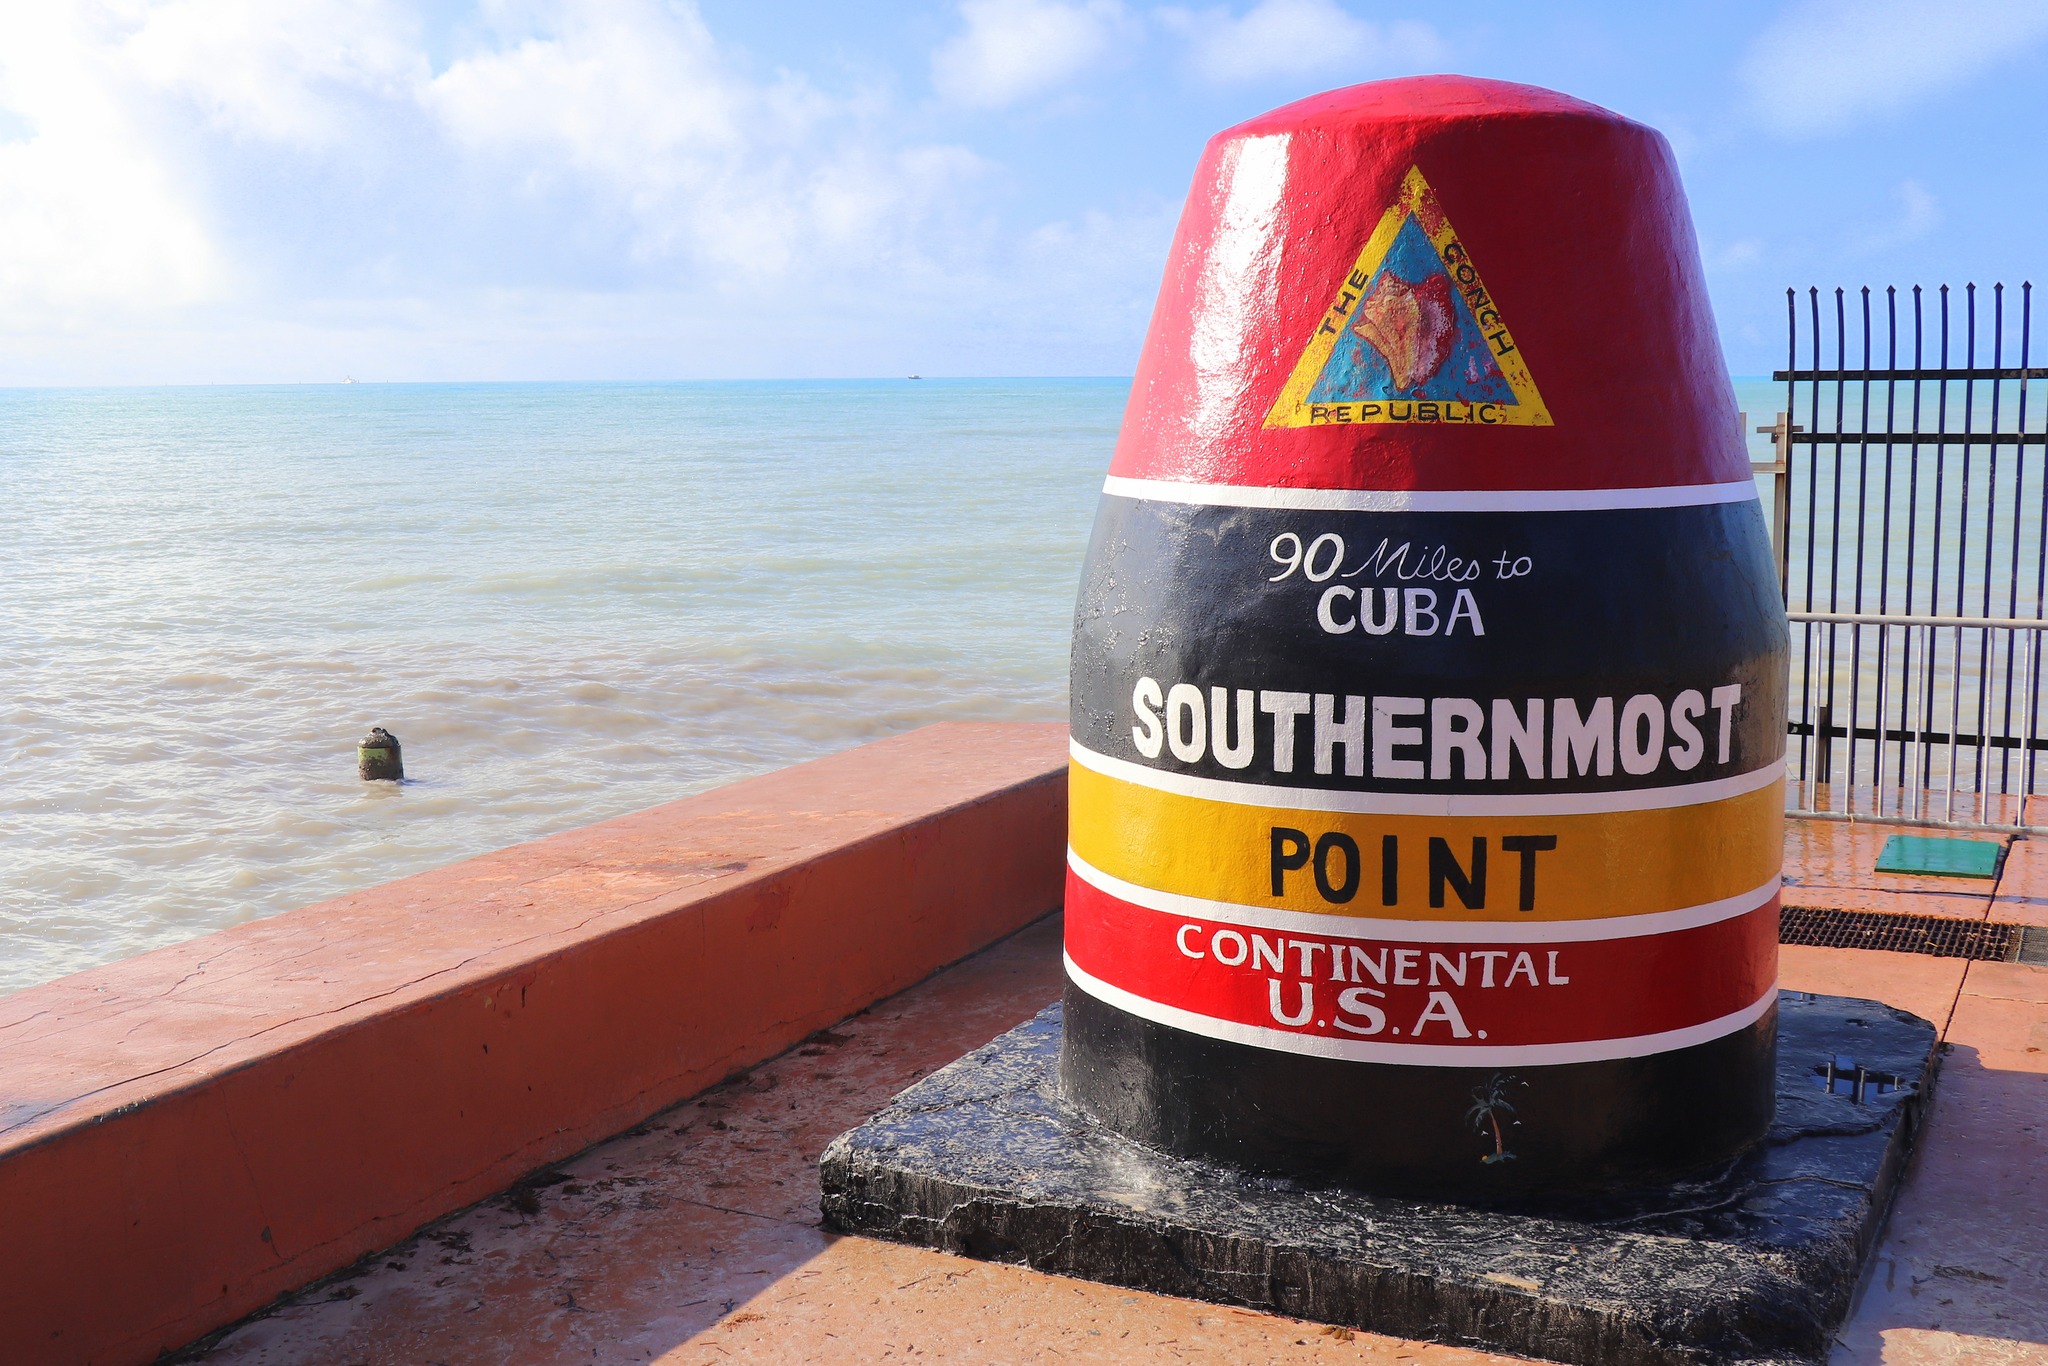 THE CONCH
REPUBLIC
90 Miles to
CUBA
SOUTHERNMOST
POINT
CONTINENTAL
U.S.A.